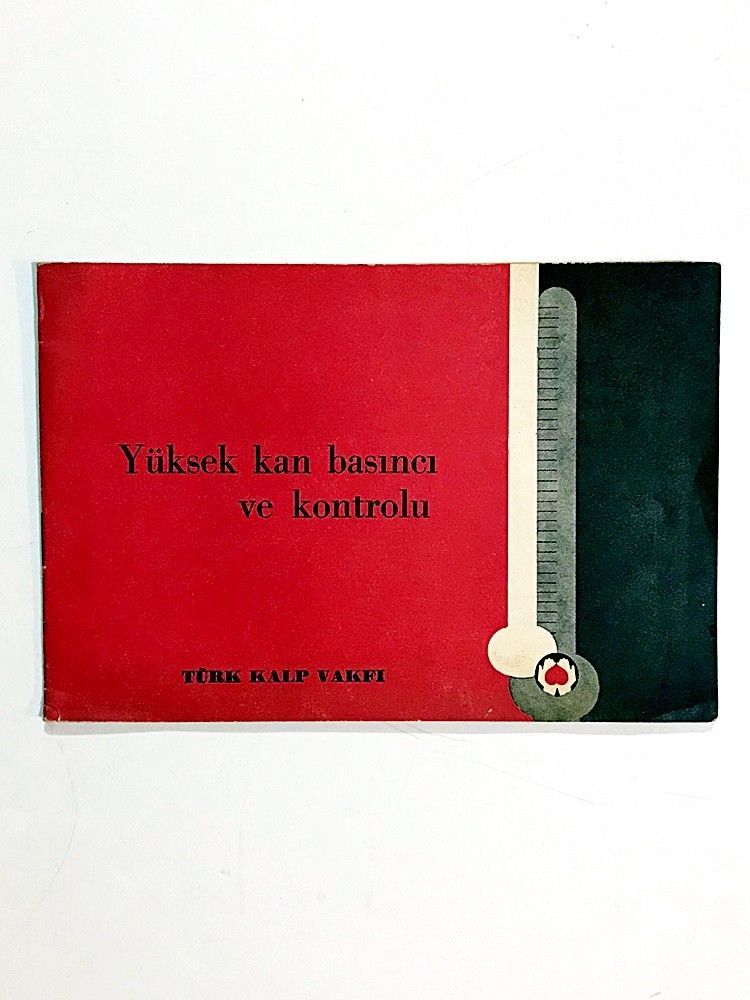 Yüksek kan basıncı
ve kontrolu
TÜRK KALP VAKFI